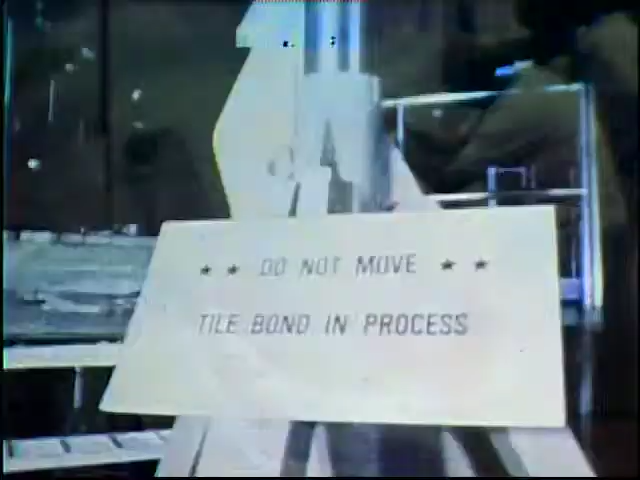 ★ ★ DO NOT MOVE ★ ★
TILE BOND IN PROCESS